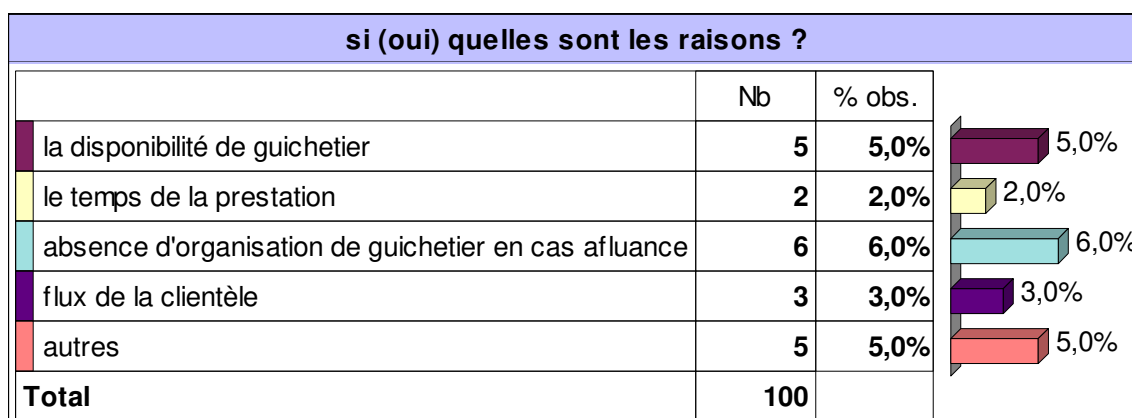 si (oui) quelles sont les raisons ?
Nb % obs.
la disponibilité de guichetier 5 5,0% 5,0%
le temps de la prestation 2 2,0% 2,0%
absence d'organisation de guichetier en cas afluance 6 6,0% 6,0%
flux de la clientèle 3 3,0% 3,0%
autres 5 5,0% 5,0%
Total 100